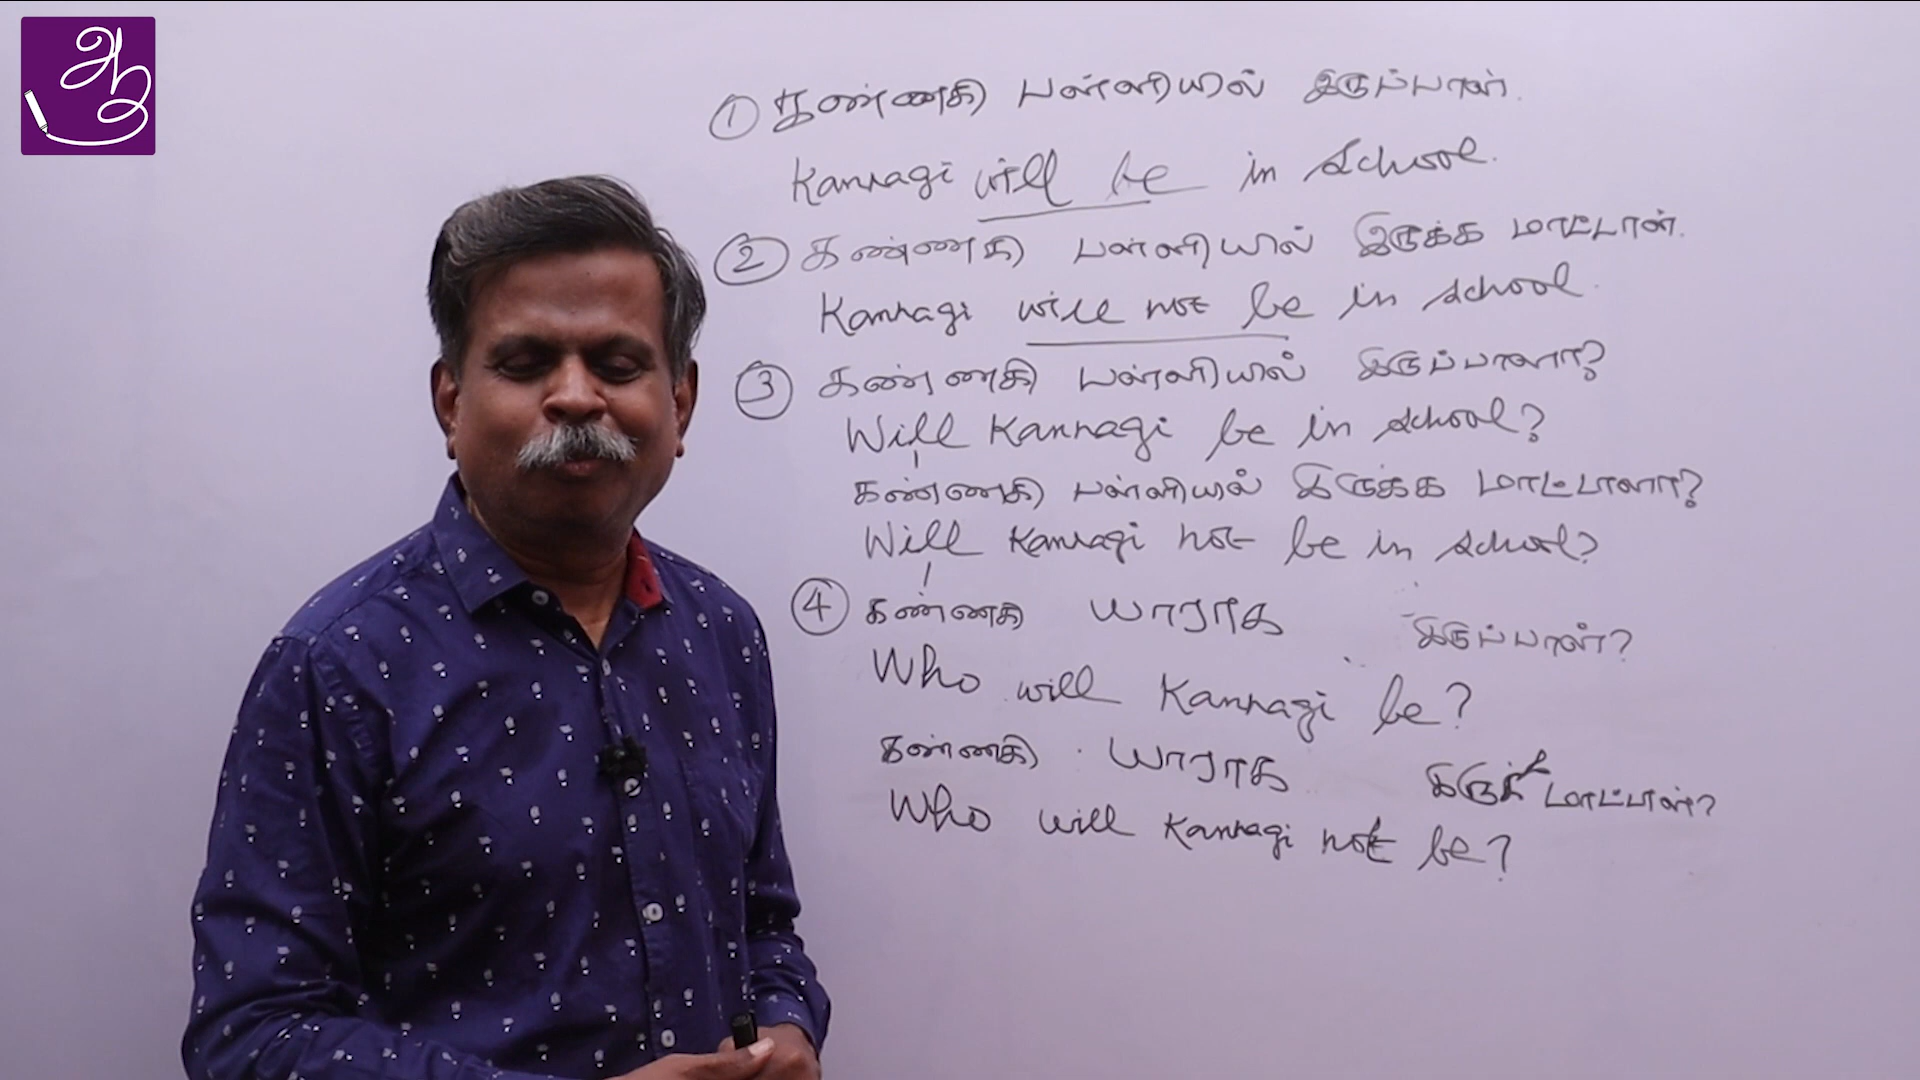 ஆ
① கண்ணகி பள்ளியில் இருப்பாள்.
Kannagi will be in school.
② கண்ணகி பள்ளியில் இருக்க மாட்டாள்.
Kannagi will not be in school.
③ கண்ணகி பள்ளியில் இருப்பாளா?
Will Kannagi be in school?
கண்ணகி பள்ளியில் இருக்க மாட்டாளா?
Will Kannagi not be in school?
④ கண்ணகி யாராக இருப்பாள்?
Who will Kannagi be?
கண்ணகி யாராக இருக்க மாட்டாள்?
Who will Kannagi not be?